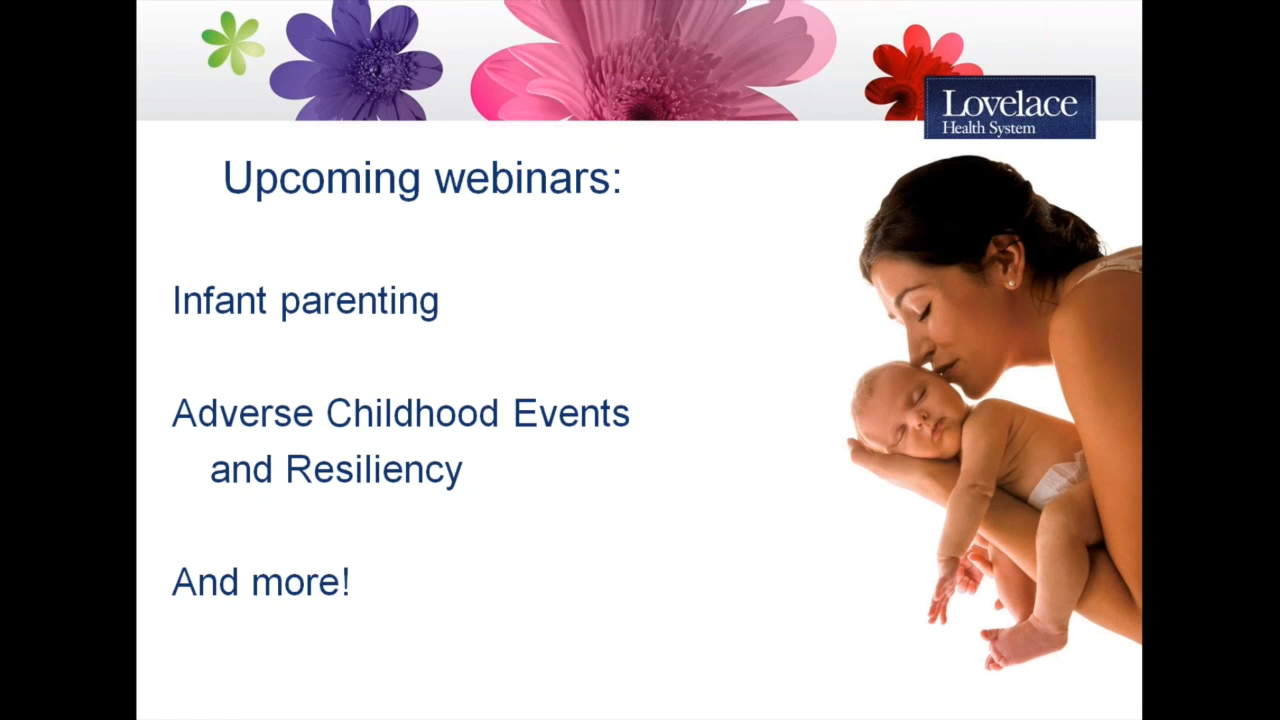 Lovelace
Health System
Upcoming webinars:
Infant parenting
Adverse Childhood Events
and Resiliency
And more!